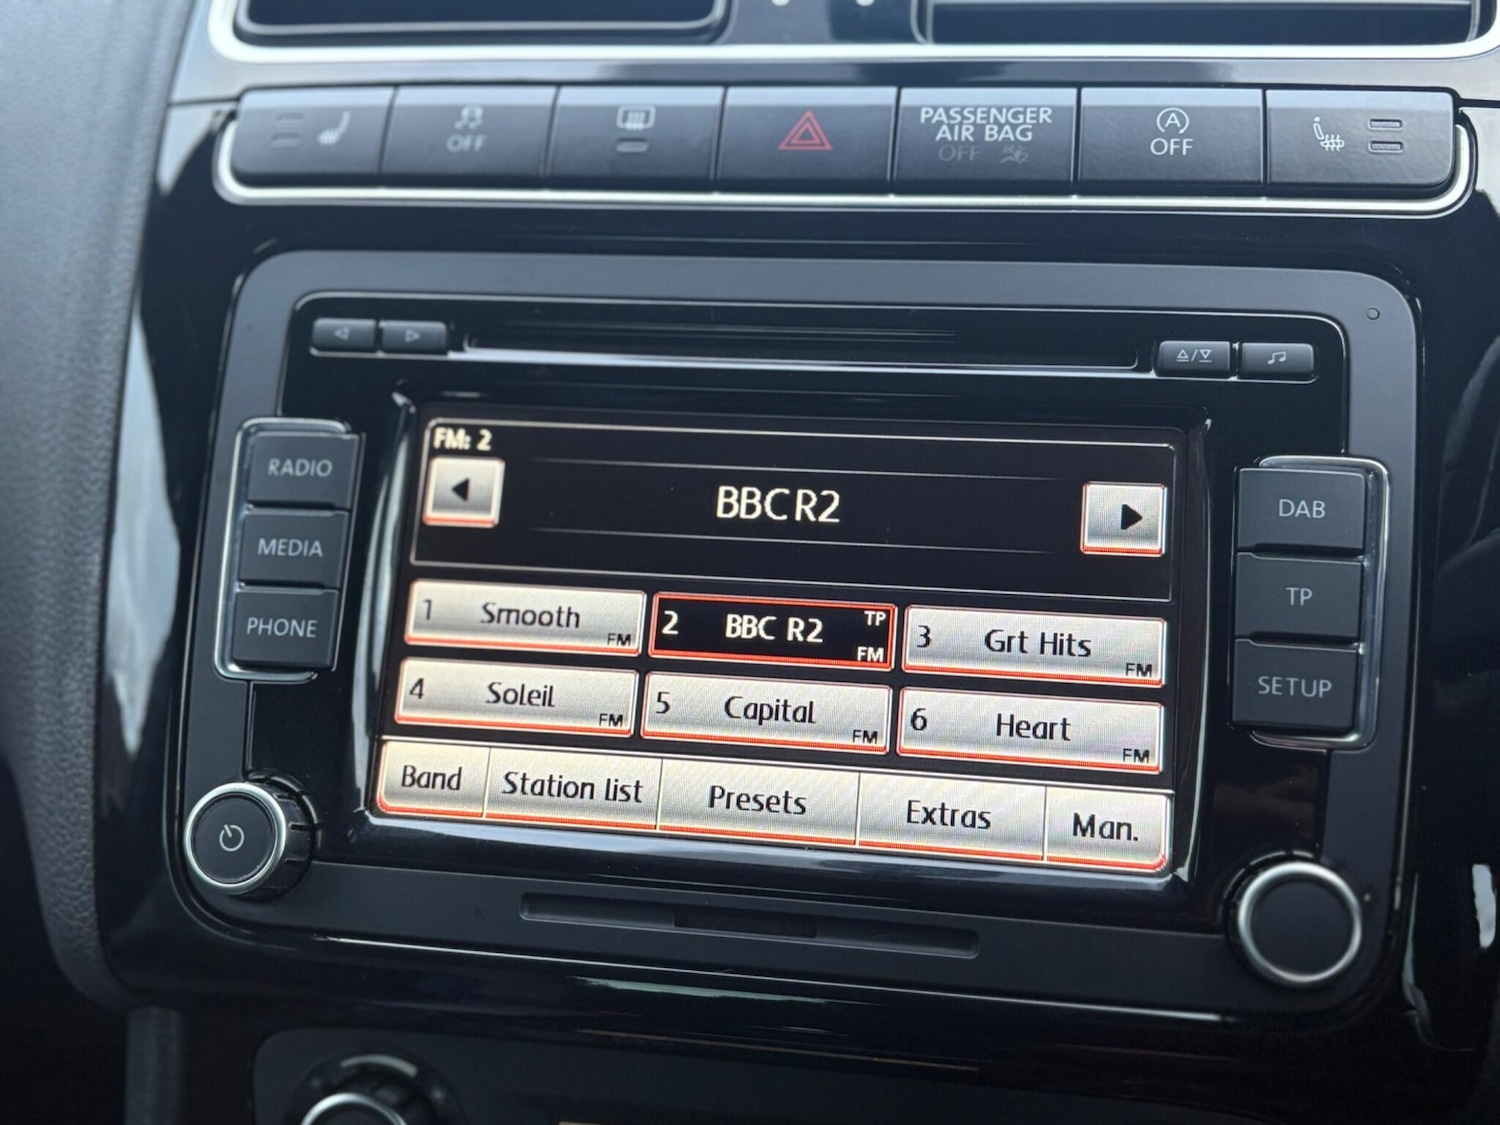 OFF
PASSENGER
AIR BAG
OFF
A
OFF
RADIO
MEDIA
PHONE
FM: 2
BBC R2
1 Smooth FM
2 BBC R2 TP FM
3 Grt Hits FM
4 Soleil FM
5 Capital FM
6 Heart FM
Band Station list Presets Extras Man.
DAB
TP
SETUP